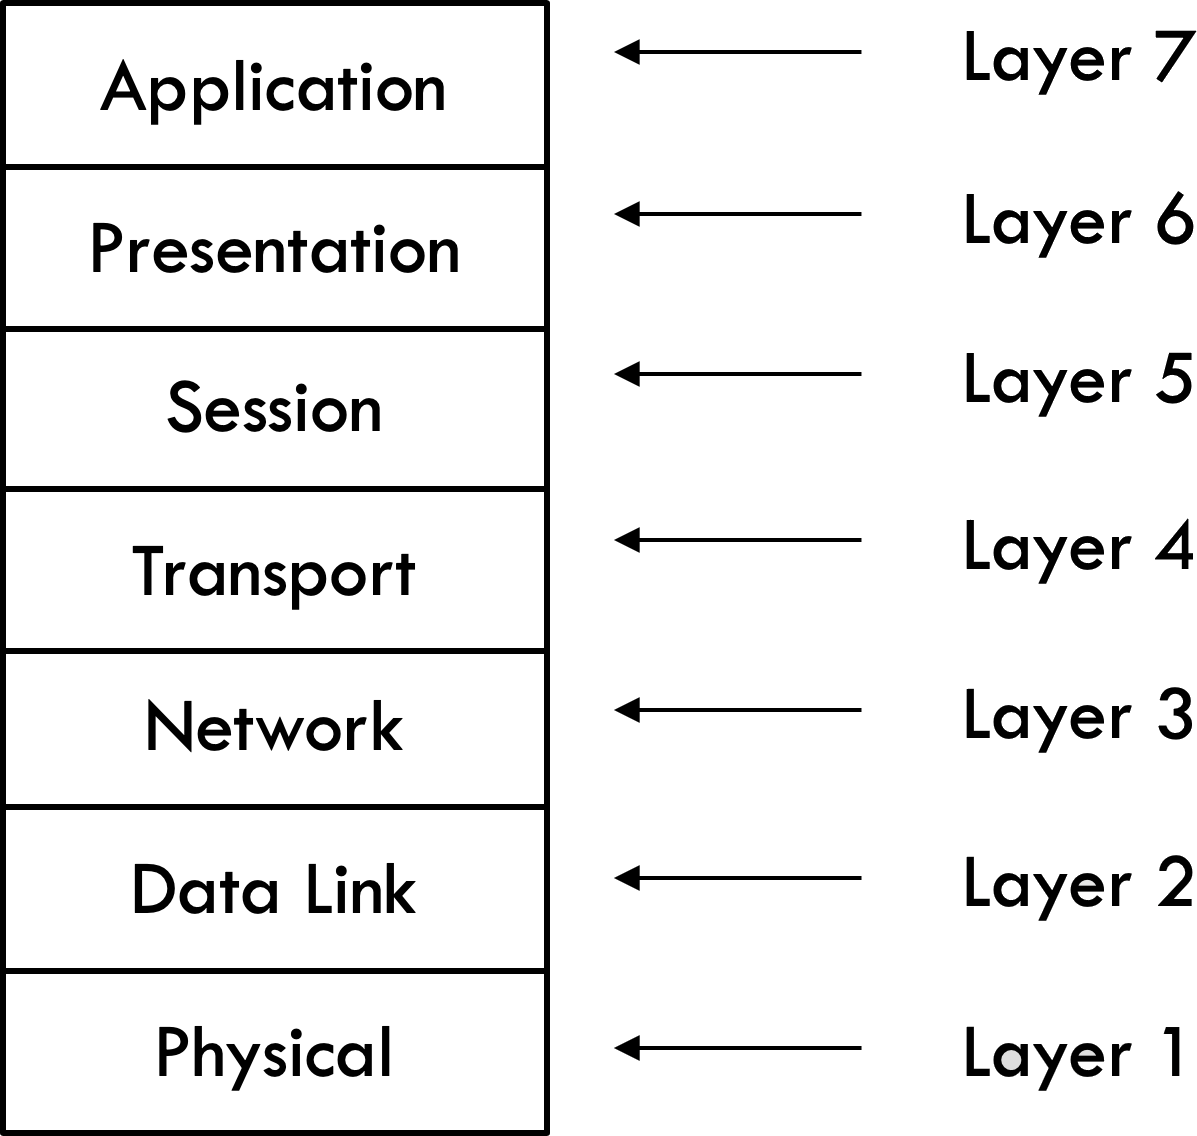 Application
Layer 7
Presentation
Layer 6
Session
Layer 5
Transport
Layer 4
Network
Layer 3
Data Link
Layer 2
Physical
Layer 1